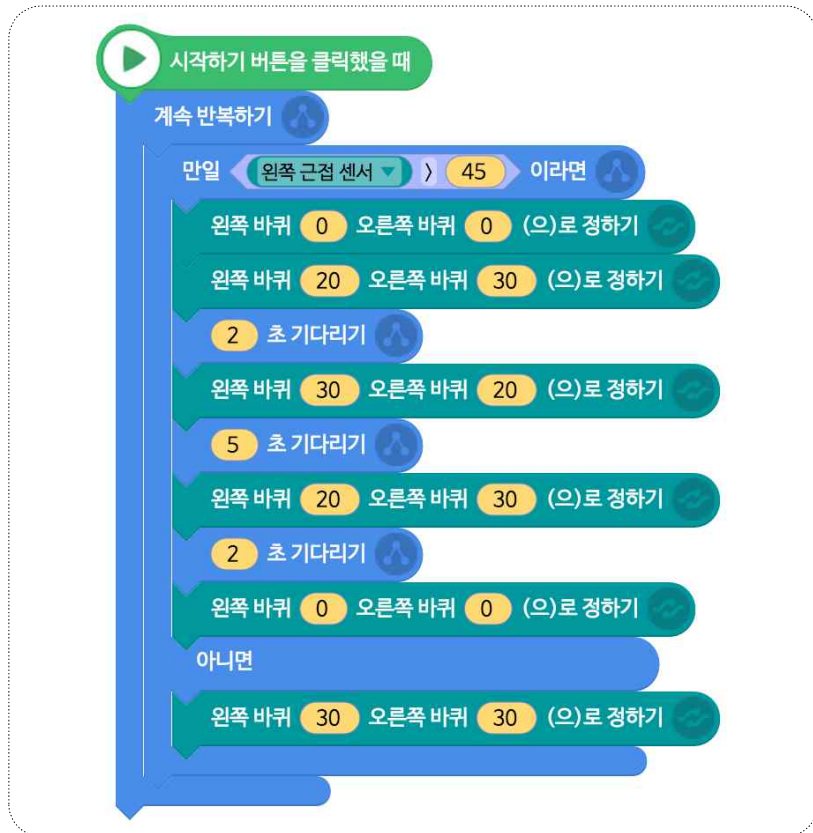 시작하기 버튼을 클릭했을 때
계속 반복하기
만일 왼쪽 근접 센서 > 45 이라면
왼쪽 바퀴 0 오른쪽 바퀴 0 (으)로 정하기
왼쪽 바퀴 20 오른쪽 바퀴 30 (으)로 정하기
2 초 기다리기
왼쪽 바퀴 30 오른쪽 바퀴 20 (으)로 정하기
5 초 기다리기
왼쪽 바퀴 20 오른쪽 바퀴 30 (으)로 정하기
2 초 기다리기
왼쪽 바퀴 0 오른쪽 바퀴 0 (으)로 정하기
아니면
왼쪽 바퀴 30 오른쪽 바퀴 30 (으)로 정하기